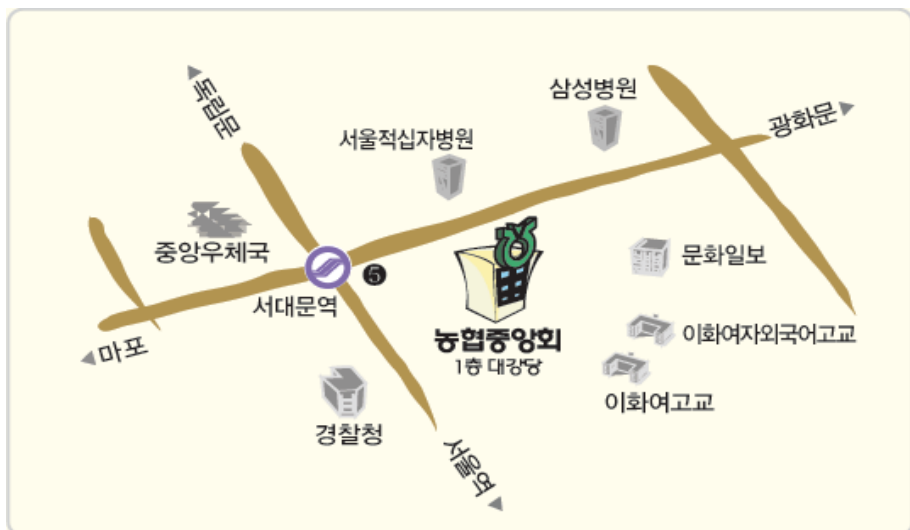 독립문
삼성병원
광화문
서울적십자병원
중앙우체국
문화일보
❺
서대문역
농협중앙회
1층 대강당
이화여자외국어고교
마포
이화여고교
경찰청
서울역